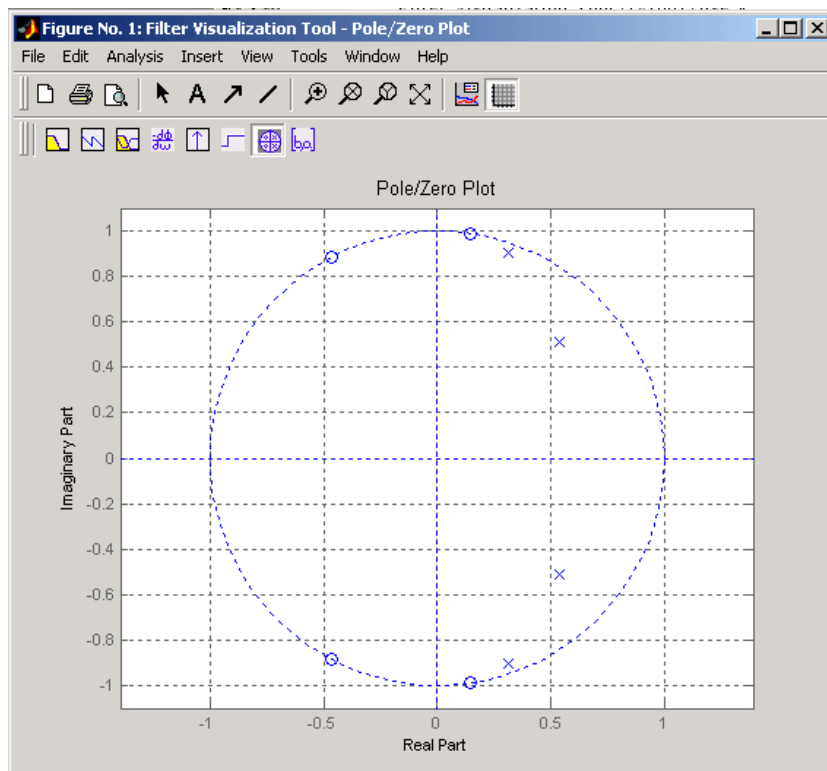 Figure No. 1: Filter Visualization Tool - Pole/Zero Plot
File Edit Analysis Insert View Tools Window Help
A
Pole/Zero Plot
1
0.8
0.6
0.4
0.2
0
-0.2
-0.4
-0.6
-0.8
-1
Imaginary Part
-1 -0.5 0 0.5 1
Real Part